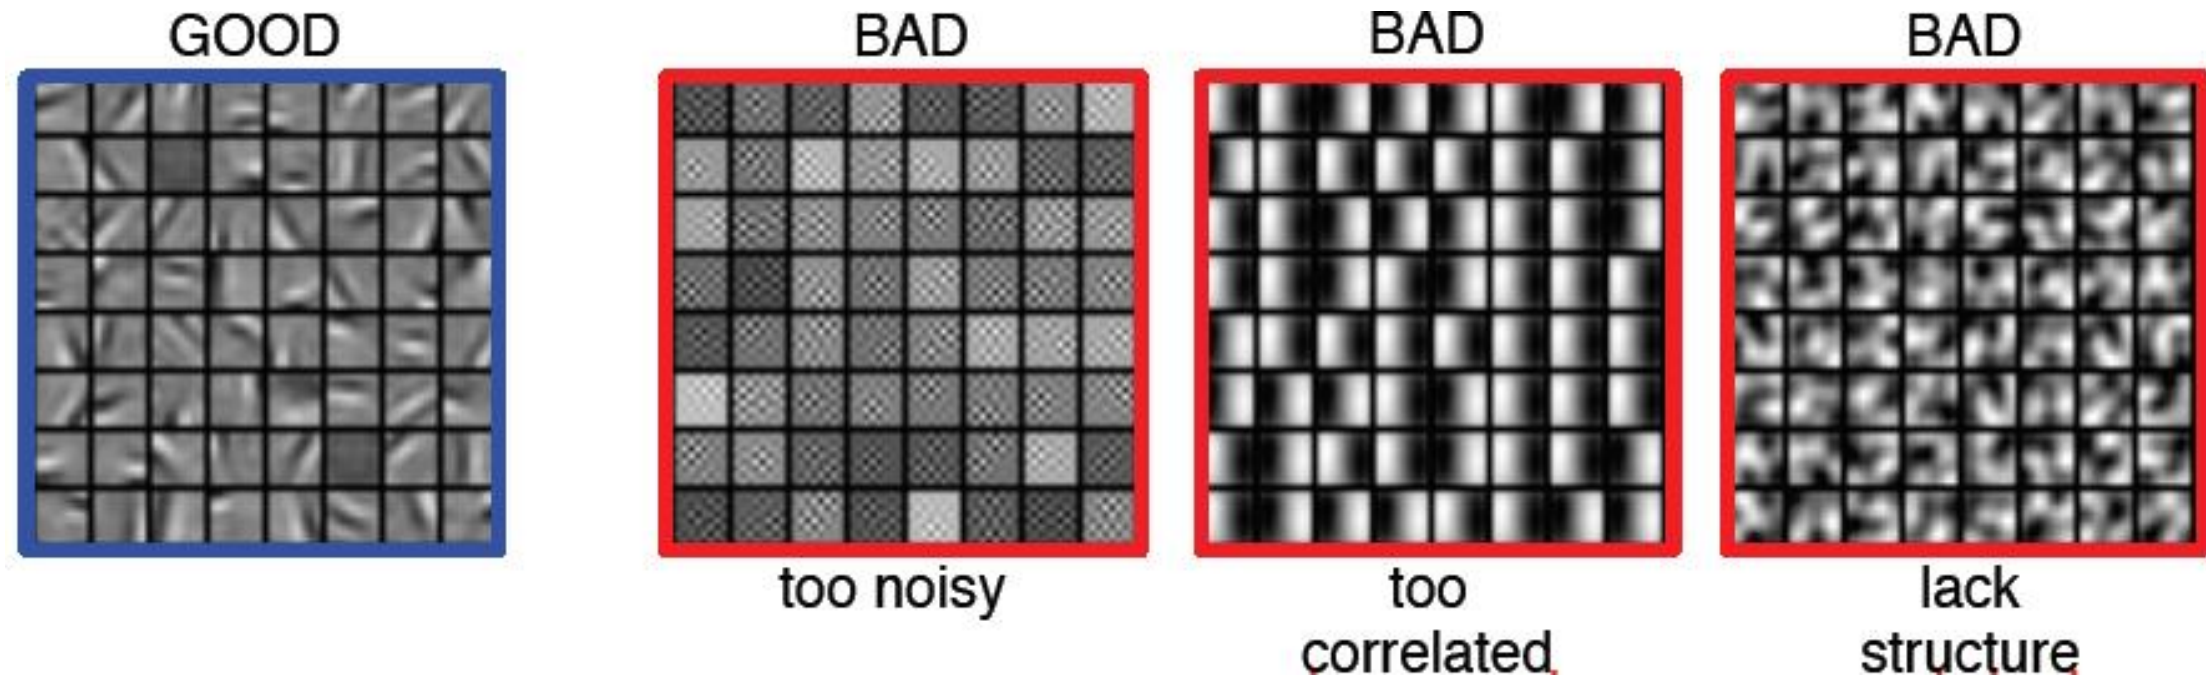 GOOD
BAD
BAD
BAD
too noisy
too
correlated
lack
structure